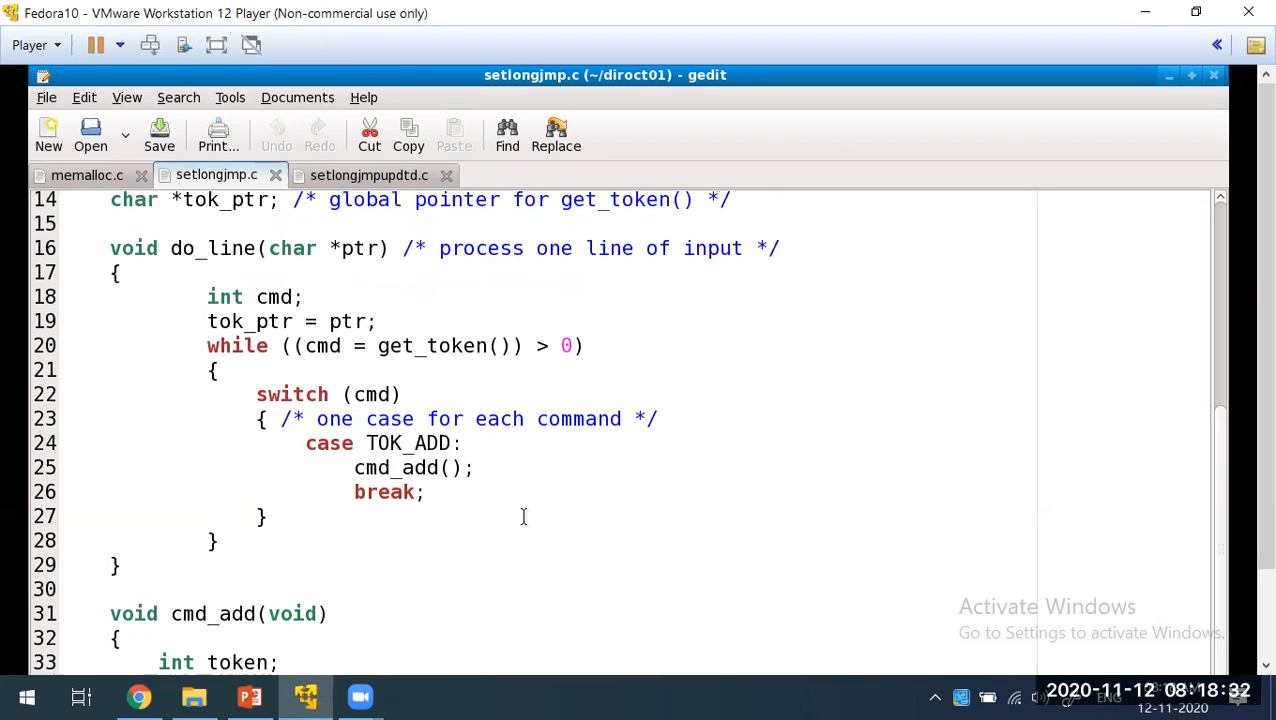 Fedora10 - VMware Workstation 12 Player (Non-commercial use only)
Player
setlongjmp.c (~/diroct01) - gedit
File Edit View Search Tools Documents Help
New Open Save Print... Undo Redo Cut Copy Paste Find Replace
memalloc.c setlongjmp.c setlongjmpupdtd.c
14 char *tok_ptr; /* global pointer for get_token() */
15
16 void do_line(char *ptr) /* process one line of input */
17 {
18 int cmd;
19 tok_ptr = ptr;
20 while ((cmd = get_token()) > 0)
21 {
22 switch (cmd)
23 { /* one case for each command */
24 case TOK_ADD:
25 cmd_add();
26 break;
27 }
28 }
29 }
30
31 void cmd_add(void)
32 {
33 int token;
Activate Windows
Go to Settings to activate Windows.
ENG
2020-11-12 08:18:32
12-11-2020